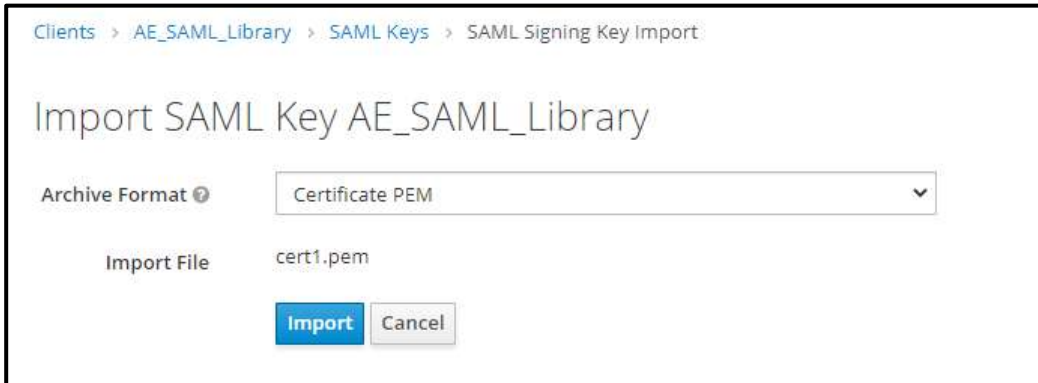 Clients > AE_SAML_Library > SAML Keys > SAML Signing Key Import
Import SAML Key AE_SAML_Library
Archive Format Certificate PEM
Import File cert1.pem
Import Cancel